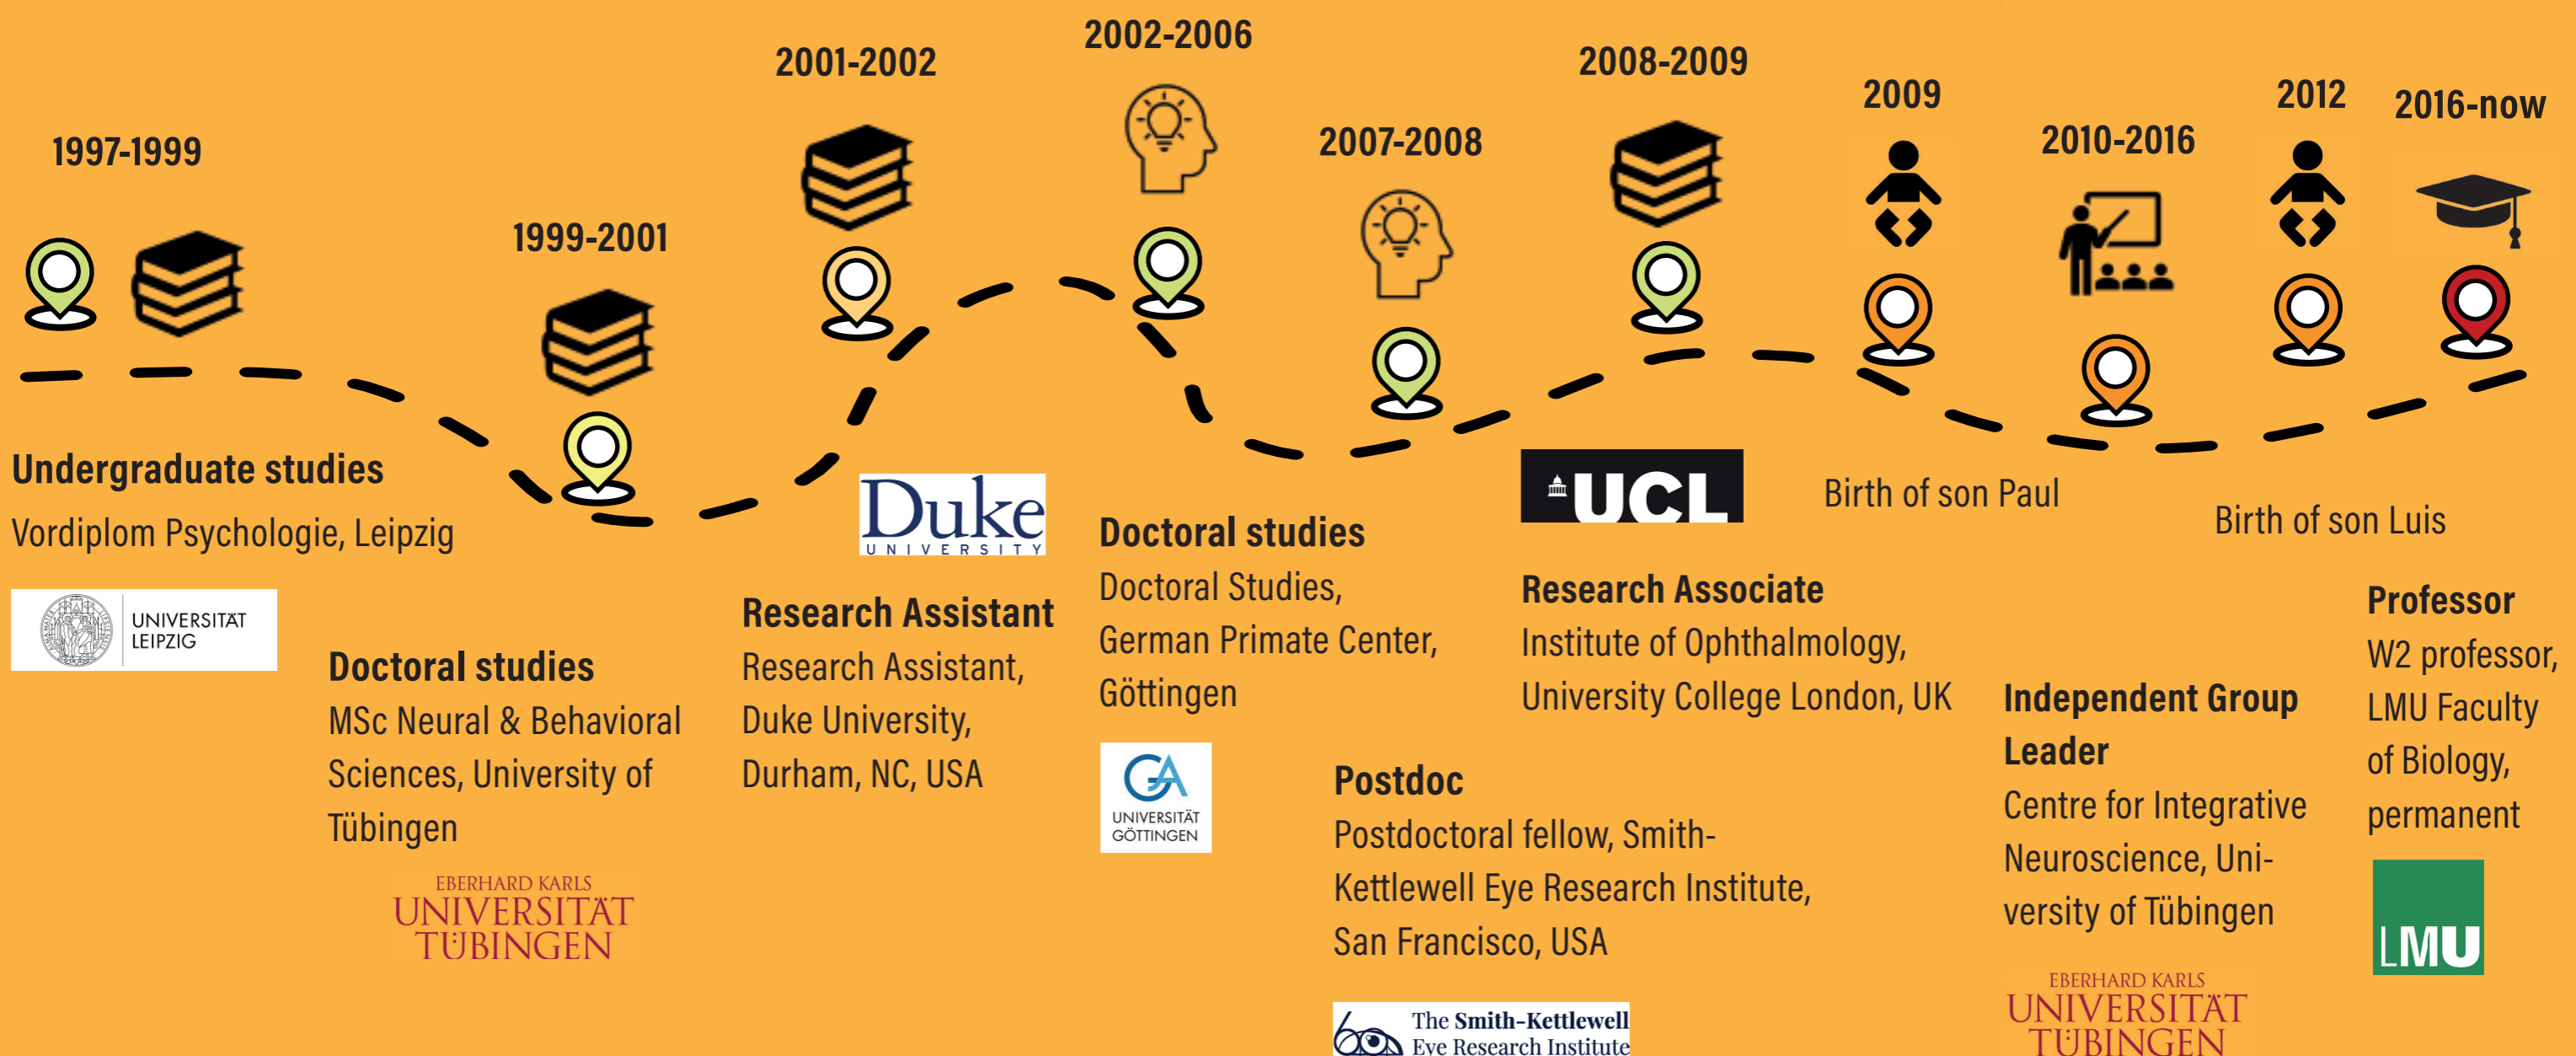 1997-1999
Undergraduate studies
Vordiplom Psychologie, Leipzig
UNIVERSITÄT
LEIPZIG
1999-2001
Doctoral studies
MSc Neural & Behavioral
Sciences, University of
Tübingen
EBERHARD KARLS
UNIVERSITÄT
TÜBINGEN
2001-2002
Duke
UNIVERSITY
Research Assistant
Research Assistant,
Duke University,
Durham, NC, USA
2002-2006
Doctoral studies
Doctoral Studies,
German Primate Center,
Göttingen
UNIVERSITÄT
GÖTTINGEN
2007-2008
Postdoc
Postdoctoral fellow, Smith-
Kettlewell Eye Research Institute,
San Francisco, USA
The Smith-Kettlewell
Eye Research Institute
2008-2009
UCL
Research Associate
Institute of Ophthalmology,
University College London, UK
2009
Birth of son Paul
2010-2016
Independent Group
Leader
Centre for Integrative
Neuroscience, Uni-
versity of Tübingen
EBERHARD KARLS
UNIVERSITÄT
TÜBINGEN
2012
Birth of son Luis
2016-now
Professor
W2 professor,
LMU Faculty
of Biology,
permanent
LMU